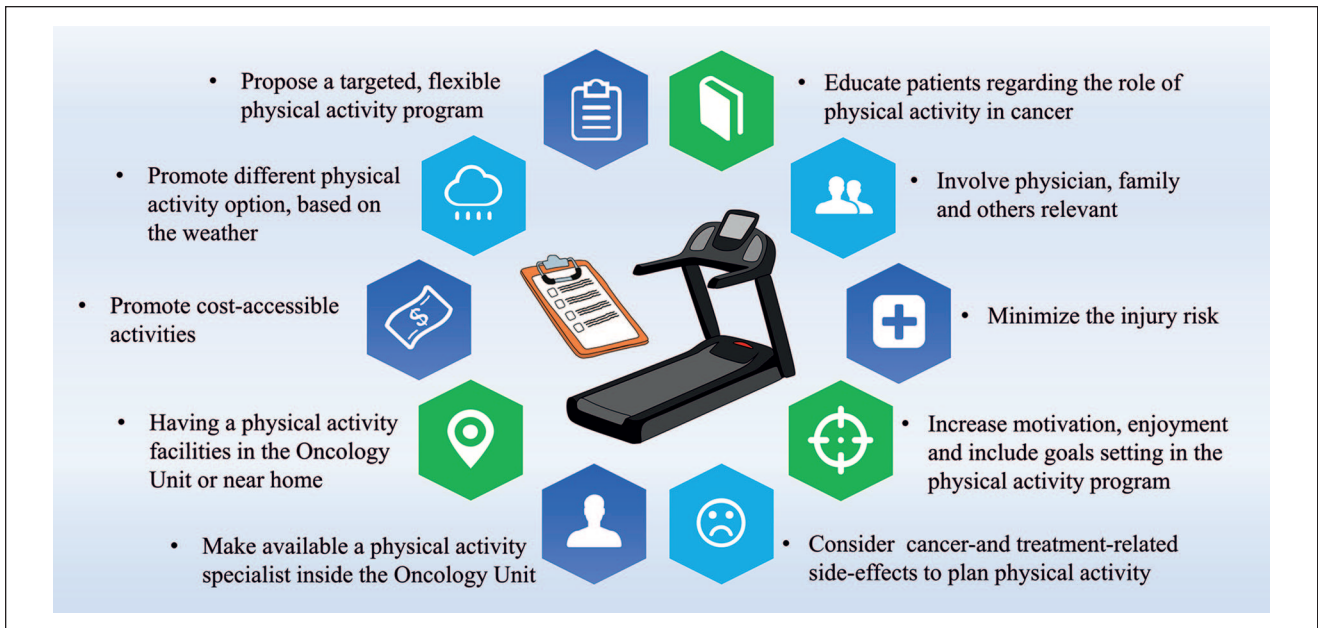 • Propose a targeted, flexible
physical activity program
• Educate patients regarding the role of
physical activity in cancer
• Promote different physical
activity option, based on
the weather
• Involve physician, family
and others relevant
• Promote cost-accessible
activities
$
• Minimize the injury risk
• Having a physical activity
facilities in the Oncology
Unit or near home
• Increase motivation, enjoyment
and include goals setting in the
physical activity program
• Make available a physical activity
specialist inside the Oncology Unit
• Consider cancer-and treatment-related
side-effects to plan physical activity